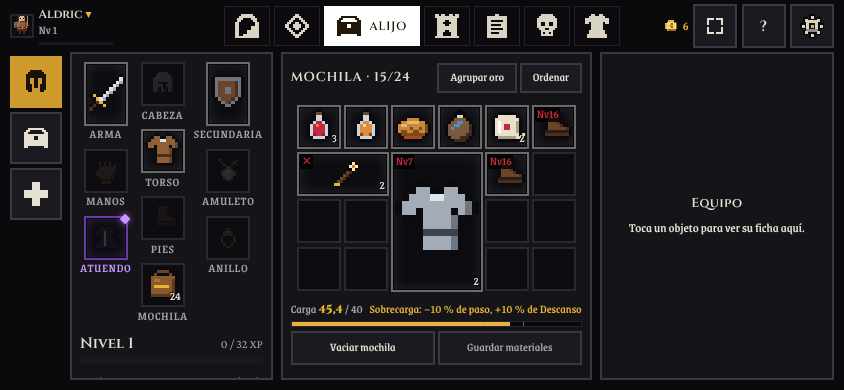 ALDRIC ▼
Nv 1
ALIJO
6
?
ARMA
CABEZA
SECUNDARIA
MANOS
TORSO
AMULETO
ATUENDO
PIES
ANILLO
24
MOCHILA
NIVEL 1
0 / 32 XP
MOCHILA · 15/24
Agrupar oro
Ordenar
3
2
Nv16
2
Nv7
Nv16
2
Carga 45,4 / 40 Sobrecarga: −10 % de paso, +10 % de Descanso
Vaciar mochila
Guardar materiales
EQUIPO
Toca un objeto para ver su ficha aquí.